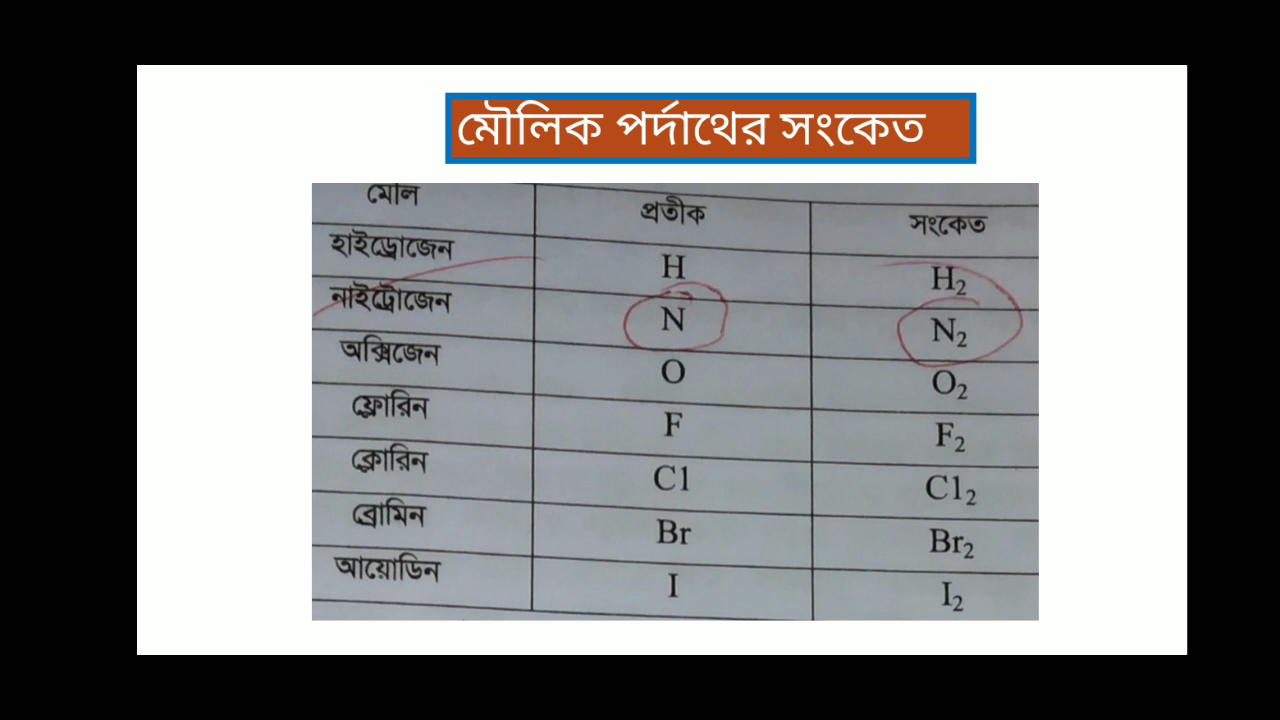 মৌলিক পর্দাথের সংকেত
মৌল প্রতীক সংকেত
হাইড্রোজেন H H₂
নাইট্রোজেন N N₂
অক্সিজেন O O₂
ফ্লোরিন F F₂
ক্লোরিন Cl Cl₂
ব্রোমিন Br Br₂
আয়োডিন I I₂